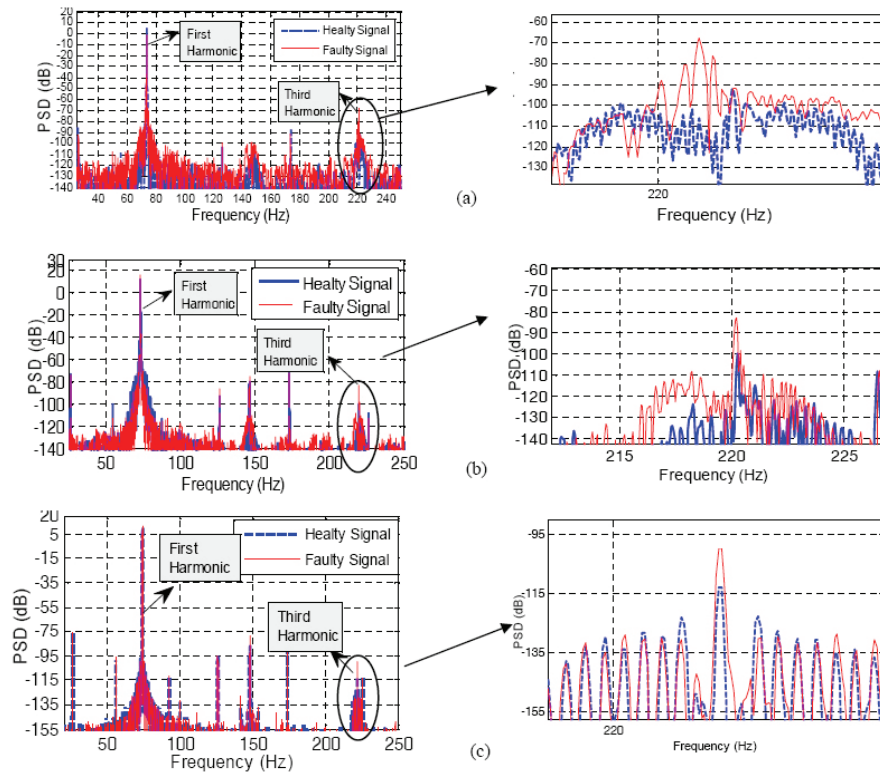 20
10
0
-10
-20
-30
-40
-50
-60
-70
-80
-90
-100
-110
-120
-130
-140
PSD (dB)
40 60 80 100 120 140 160 180 200 220 240
Frequency (Hz)
First
Harmonic
Third
Harmonic
Healty Signal
Faulty Signal
-60
-70
-80
-90
-100
-110
-120
-130
220
Frequency (Hz)
(a)
30
20
0
-20
-40
-60
-80
-100
-120
-140
PSD (dB)
50 100 150 200 250
Frequency (Hz)
First
Harmonic
Third
Harmonic
Healty Signal
Faulty Signal
-60
-70
-80
-90
-100
-110
-120
-130
-140
PSD, (dB)
215 220 225
Frequency (Hz)
(b)
20
5
-15
-35
-55
-75
-95
-115
-135
-155
PSD (dB)
50 100 150 200 250
Frequency (Hz)
First
Harmonic
Third
Harmonic
Healty Signal
Faulty Signal
-95
-115
-135
-155
PSD (dB)
220
Frequency (Hz)
(c)